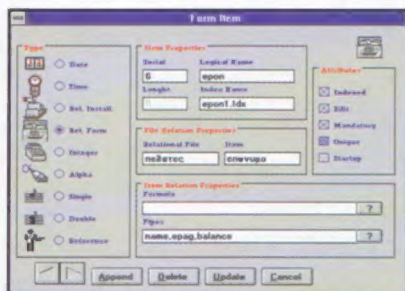 Form Item
Type
Date
Time
Rel. Form
Integer
Alpha
Single
Double
Reference
Item Properties
Serial
Logical Name
6
epon
Lenght
Index Name
epon1.idx
File Relation Properties
Relational File
Item
πελατες
επωνυμο
Item Relation Properties
Formula
?
Pipes
name,epag,balance
?
Attributes
Indexed
Edit
Mandatory
Unique
Startup
Append
Delete
Update
Cancel